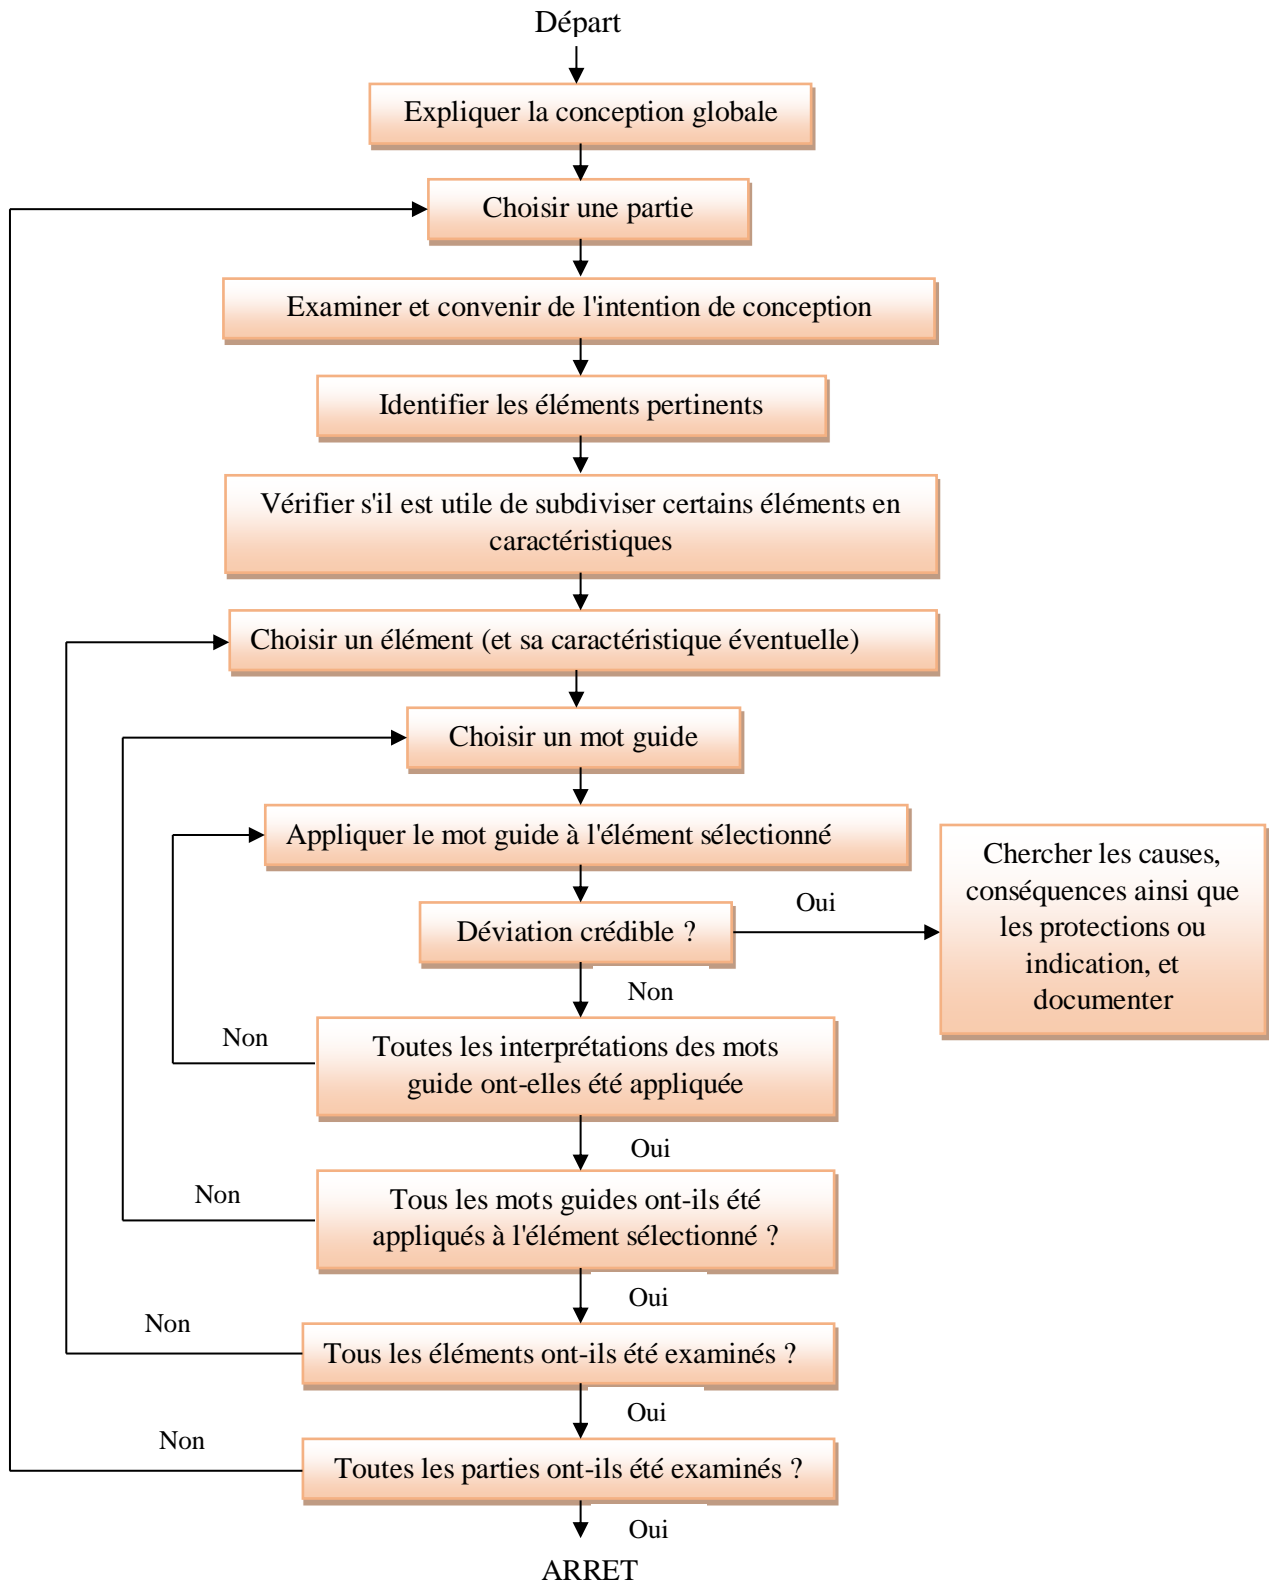 Départ
Expliquer la conception globale
Choisir une partie
Examiner et convenir de l'intention de conception
Identifier les éléments pertinents
Vérifier s'il est utile de subdiviser certains éléments en
caractéristiques
Choisir un élément (et sa caractéristique éventuelle)
Choisir un mot guide
Appliquer le mot guide à l'élément sélectionné
Déviation crédible ?
Oui
Chercher les causes,
conséquences ainsi que
les protections ou
indication, et
documenter
Non
Toutes les interprétations des mots
guide ont-elles été appliquée
Non
Oui
Tous les mots guides ont-ils été
appliqués à l'élément sélectionné ?
Non
Oui
Tous les éléments ont-ils été examinés ?
Non
Oui
Toutes les parties ont-ils été examinés ?
Non
Oui
ARRET